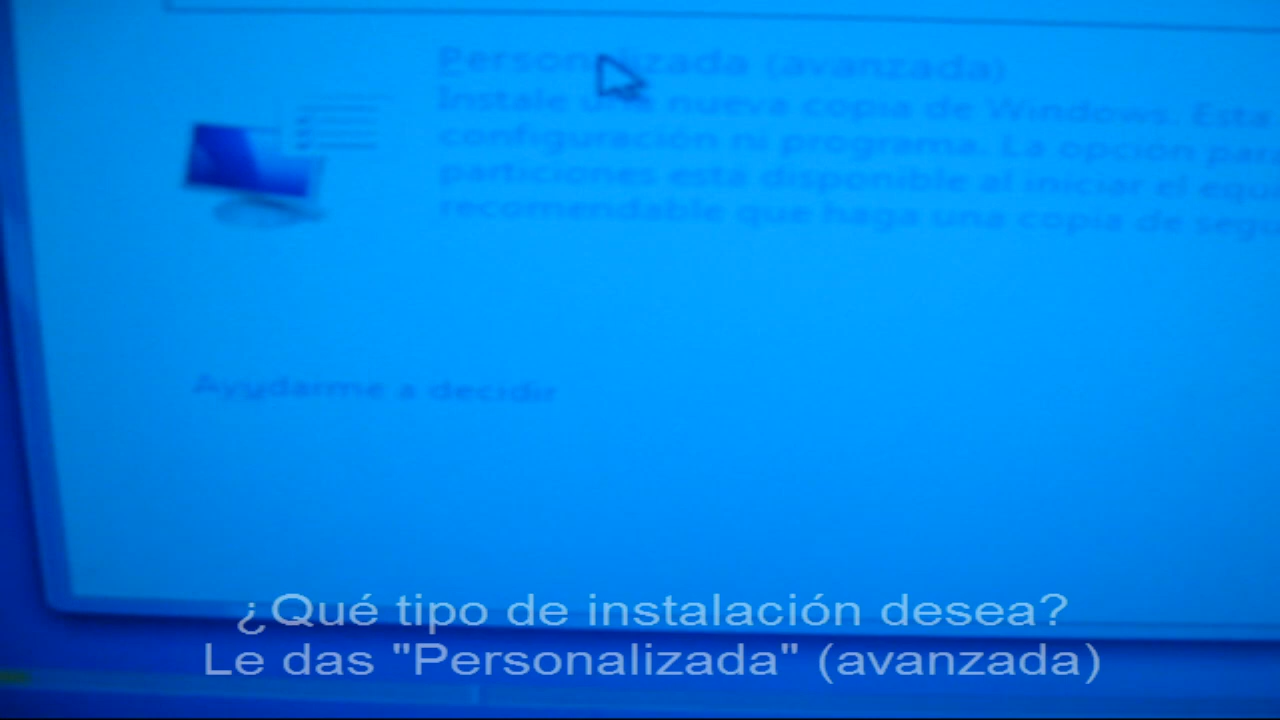 Personalizada (avanzada)
Instale una nueva copia de Windows. Esta
configuración ni programa. La opción para
particiones está disponible al iniciar el equi
recomendable que haga una copia de segu
Ayudarme a decidir
¿Qué tipo de instalación desea?
Le das "Personalizada" (avanzada)